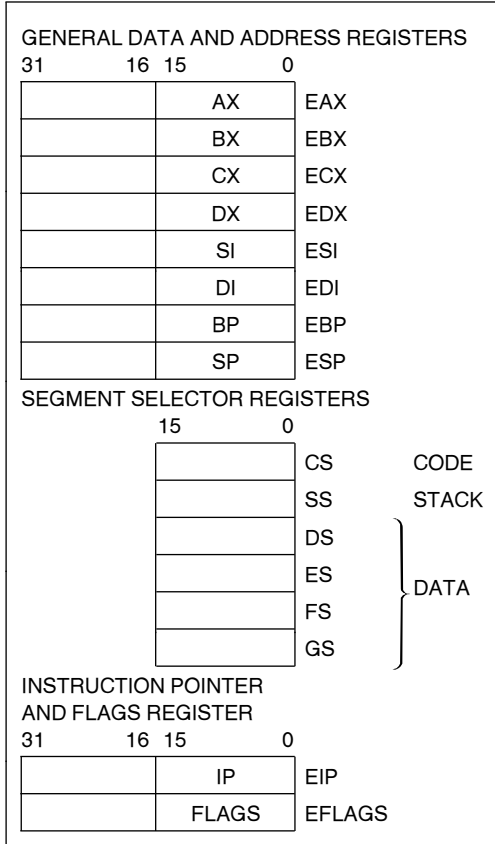 GENERAL DATA AND ADDRESS REGISTERS
31 16 15 0
AX EAX
BX EBX
CX ECX
DX EDX
SI ESI
DI EDI
BP EBP
SP ESP
SEGMENT SELECTOR REGISTERS
15 0
CS CODE
SS STACK
DS
ES
DATA
FS
GS
INSTRUCTION POINTER
AND FLAGS REGISTER
31 16 15 0
IP EIP
FLAGS EFLAGS